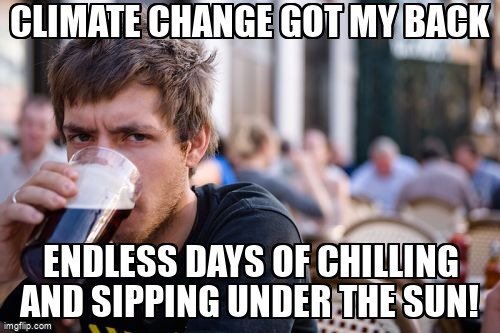 CLIMATE CHANGE GOT MY BACK
ENDLESS DAYS OF CHILLING
AND SIPPING UNDER THE SUN!
imgflip.com